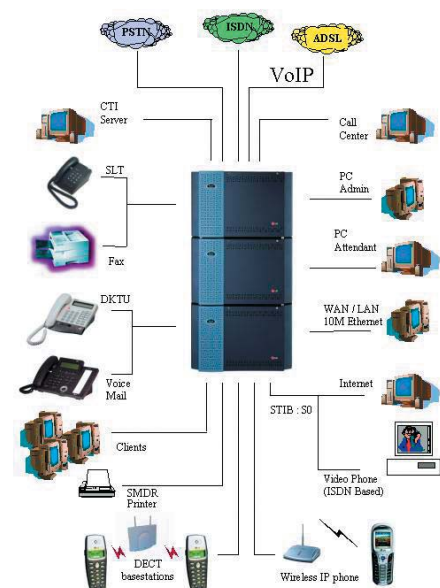 PSTN
ISDN
ADSL
VoIP
CTI
Server
Call
Center
SLT
PC
Admin
Fax
PC
Attendant
DKTU
WAN / LAN
10M Ethernet
Voice
Mail
Internet
STIB : S0
Clients
Video Phone
(ISDN Based)
SMDR
Printer
DECT
basestations
Wireless IP phone